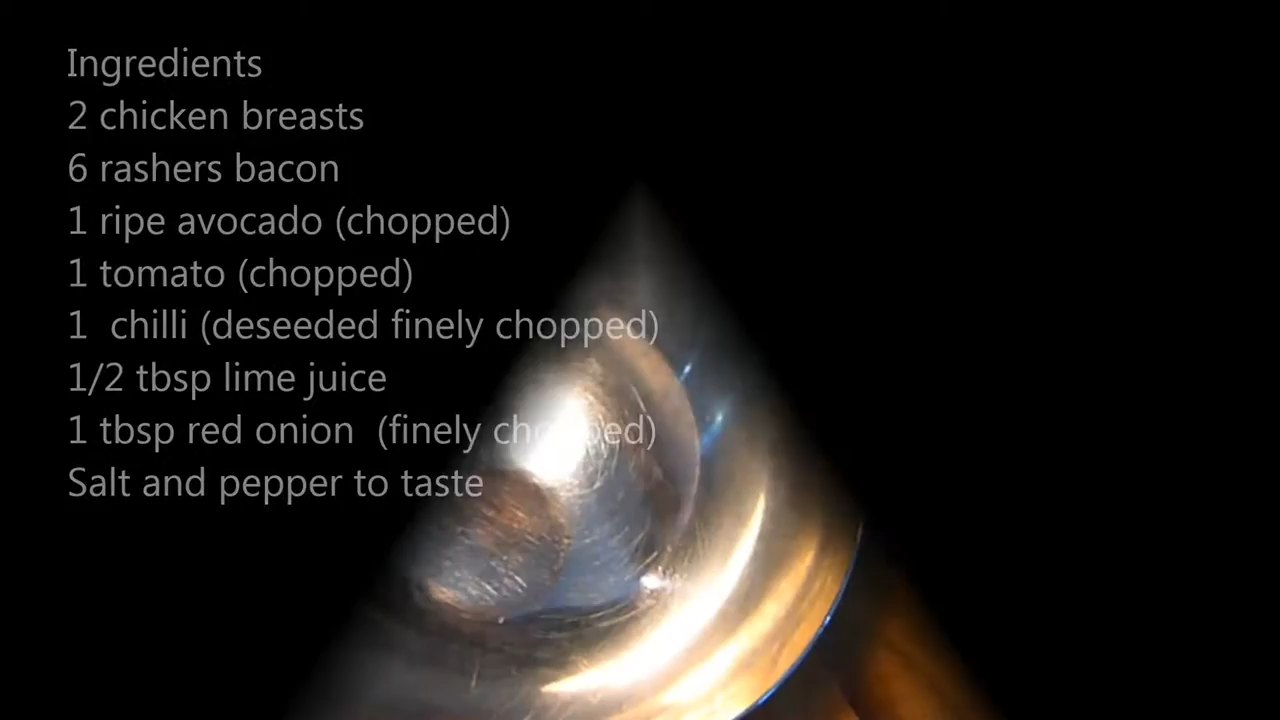 Ingredients
2 chicken breasts
6 rashers bacon
1 ripe avocado (chopped)
1 tomato (chopped)
1  chilli (deseeded finely chopped)
1/2 tbsp lime juice
1 tbsp red onion  (finely chopped)
Salt and pepper to taste